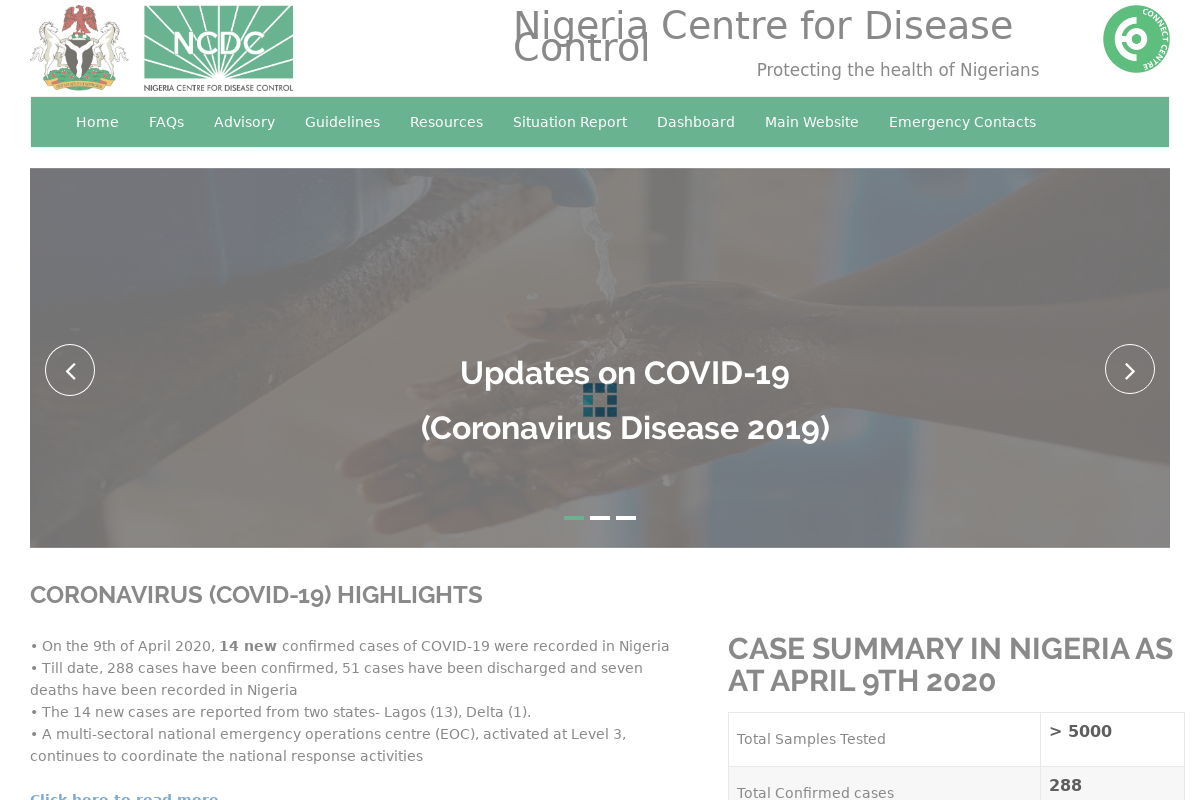 NCDC
NIGERIA CENTRE FOR DISEASE CONTROL
Nigeria Centre for Disease
Control
Protecting the health of Nigerians
CONNECT CENTRE
Home FAQs Advisory Guidelines Resources Situation Report Dashboard Main Website Emergency Contacts
Updates on COVID-19
(Coronavirus Disease 2019)
CORONAVIRUS (COVID-19) HIGHLIGHTS
• On the 9th of April 2020, 14 new confirmed cases of COVID-19 were recorded in Nigeria
• Till date, 288 cases have been confirmed, 51 cases have been discharged and seven
deaths have been recorded in Nigeria
• The 14 new cases are reported from two states- Lagos (13), Delta (1).
• A multi-sectoral national emergency operations centre (EOC), activated at Level 3,
continues to coordinate the national response activities
Click here to read more
CASE SUMMARY IN NIGERIA AS
AT APRIL 9TH 2020
Total Samples Tested > 5000
Total Confirmed cases 288